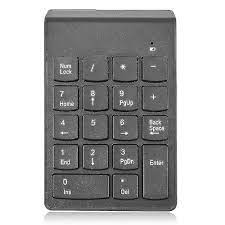 Num Lock / * -
7 Home 8 ↑ 9 PgUp +
4 ← 5 6 → Back Space ←
1 End 2 ↓ 3 PgDn Enter
0 Ins . Del